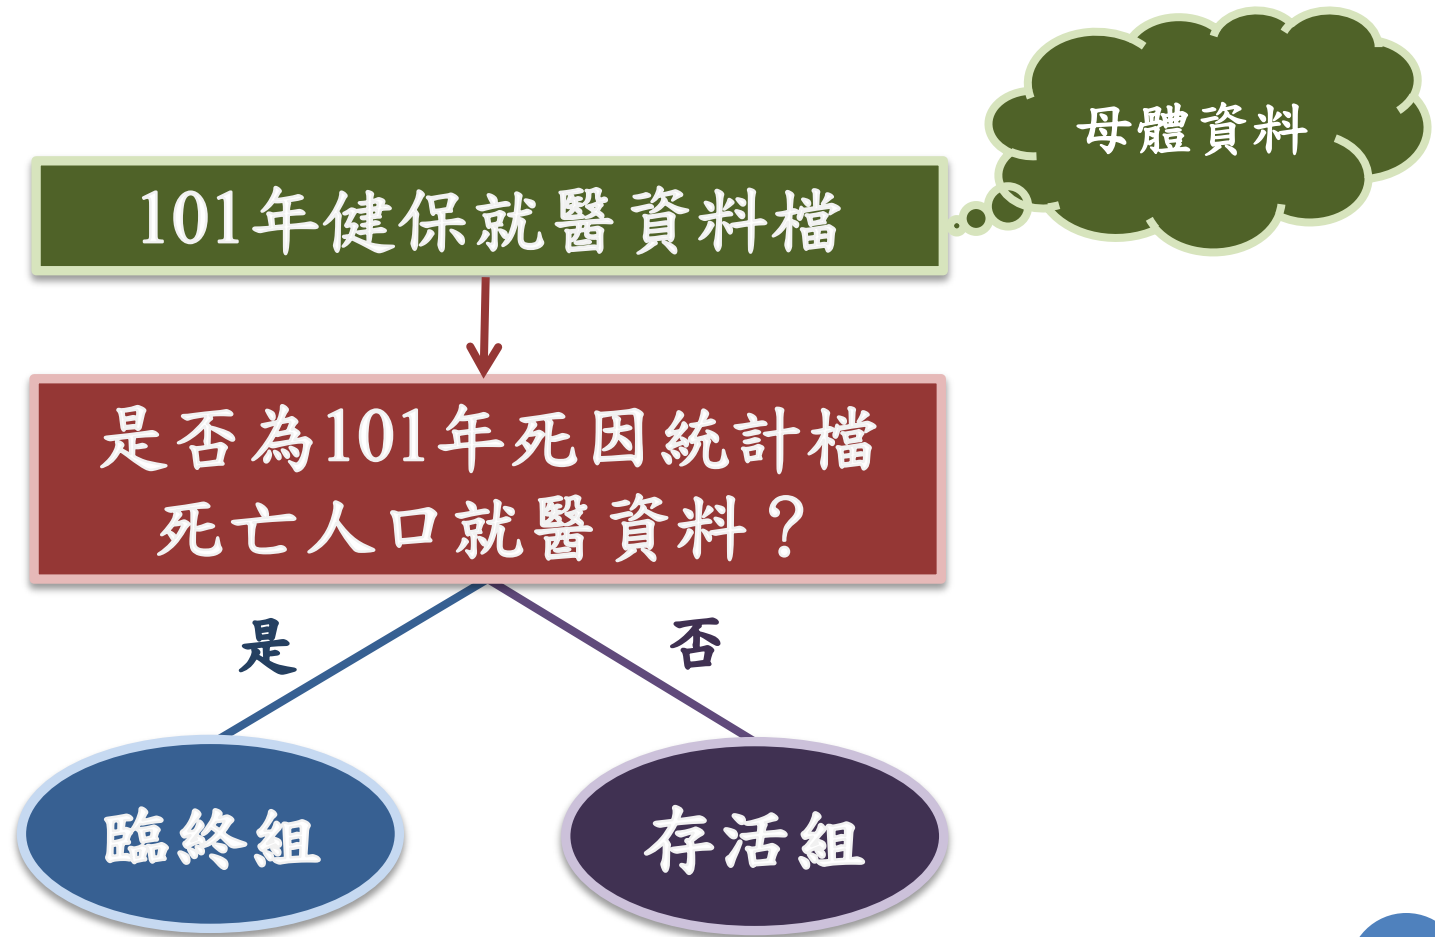 母體資料
101年健保就醫資料檔
是否為101年死因統計檔
死亡人口就醫資料？
是
否
臨終組
存活組